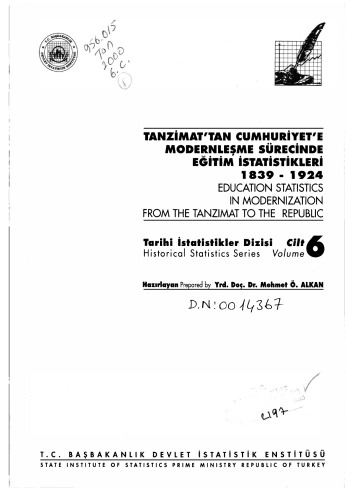 956.015
TAN
2000
6.C.
1
TANZİMAT'TAN CUMHURİYET'E
MODERNLEŞME SÜRECİNDE
EĞİTİM İSTATİSTİKLERİ
1839 - 1924
EDUCATION STATISTICS
IN MODERNIZATION
FROM THE TANZIMAT TO THE REPUBLIC
Tarihi İstatistikler Dizisi Cilt 6
Historical Statistics Series Volume
Hazırlayan Prepared by Yrd. Doç. Dr. Mehmet Ö. ALKAN
D.N:0014367
T.C. BAŞBAKANLIK DEVLET İSTATİSTİK ENSTİTÜSÜ
STATE INSTITUTE OF STATISTICS PRIME MINISTRY REPUBLIC OF TURKEY